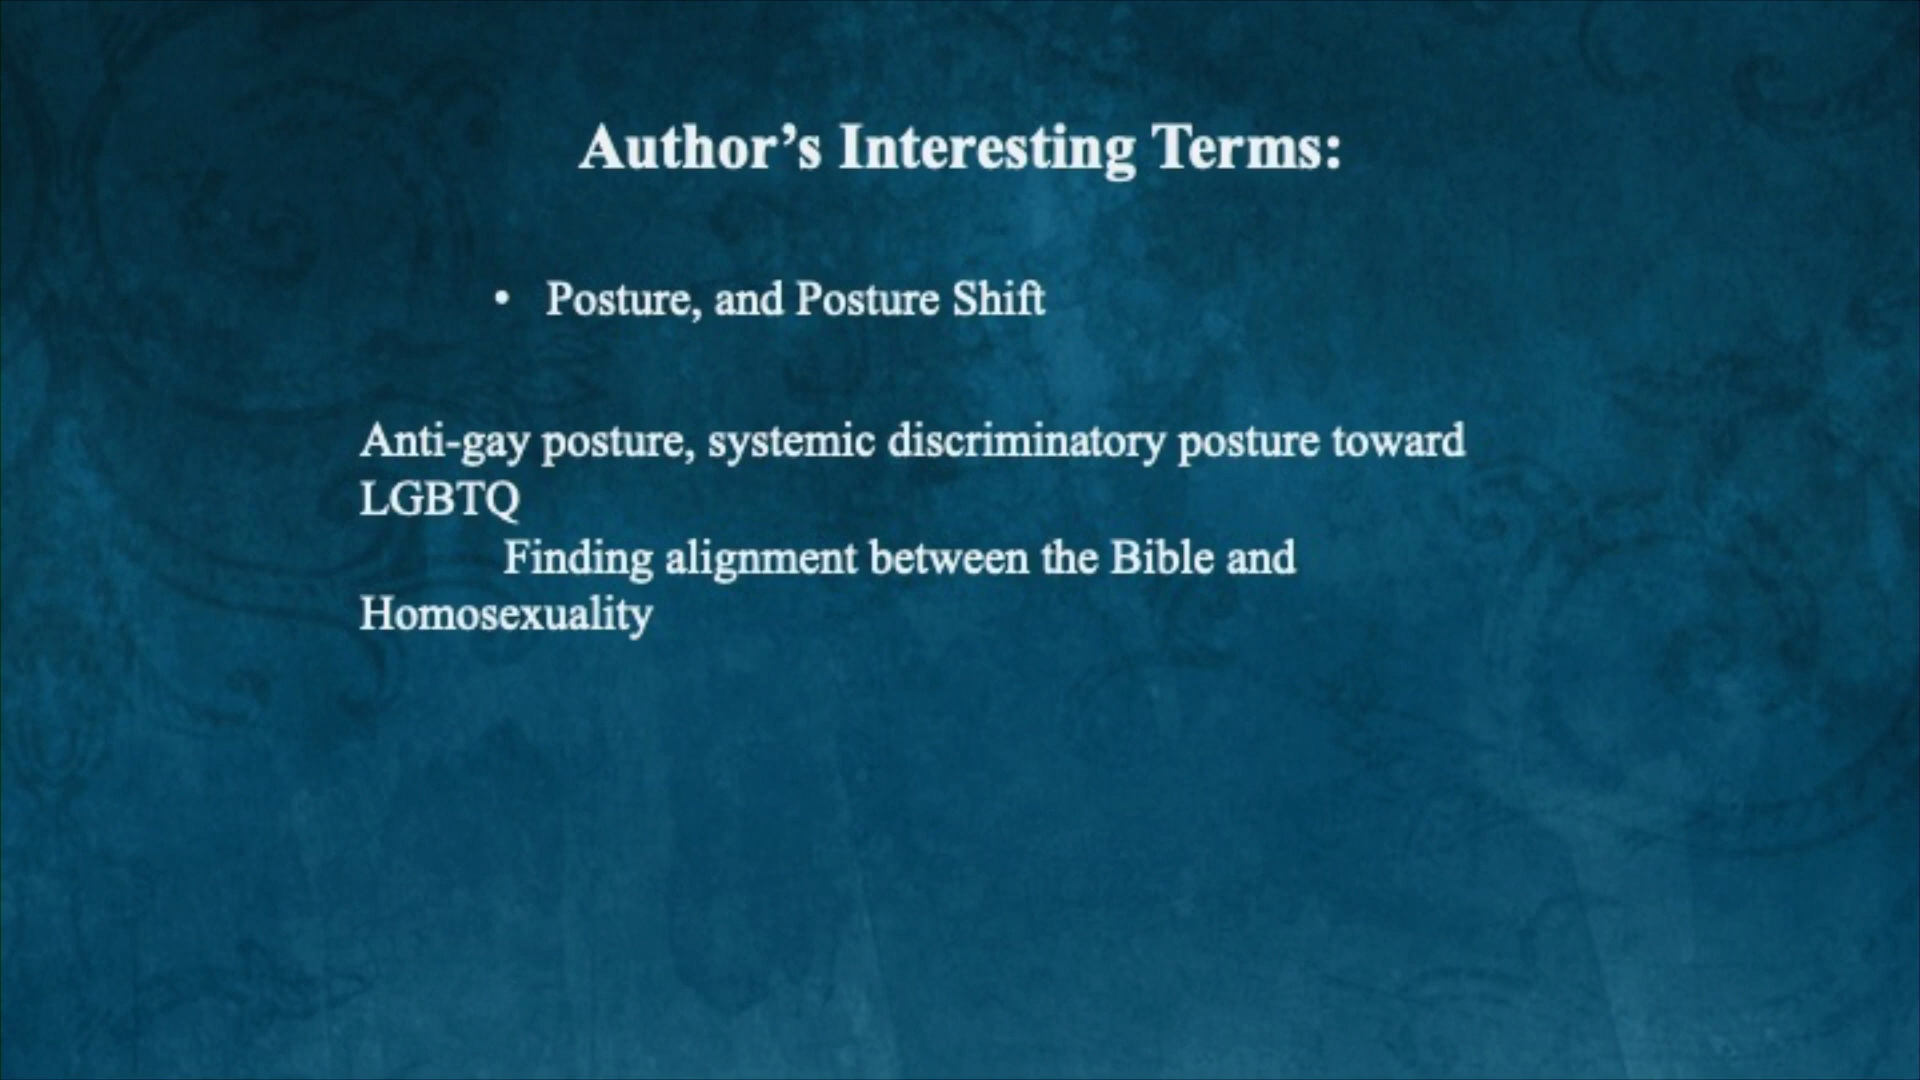 Author’s Interesting Terms:
• Posture, and Posture Shift
Anti-gay posture, systemic discriminatory posture toward
LGBTQ
Finding alignment between the Bible and
Homosexuality